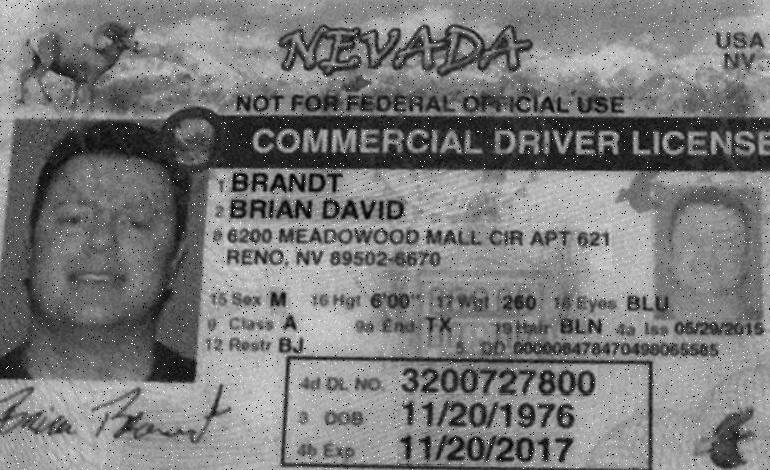 NEVADA
USA
NV
NOT FOR FEDERAL OFFICIAL USE
COMMERCIAL DRIVER LICENSE
1 BRANDT
2 BRIAN DAVID
8 6200 MEADOWOOD MALL CIR APT 621
RENO, NV 89502-6670
15 Sex M 16 Hgt 6'00" 17 Wgt 260 18 Eyes BLU
9 Class A 9a End TX 19 Hair BLN 4a Iss 05/29/2015
12 Restr BJ 5 DD
4d DL NO. 3200727800
3 DOB 11/20/1976
4b Exp 11/20/2017
Brian Brandt